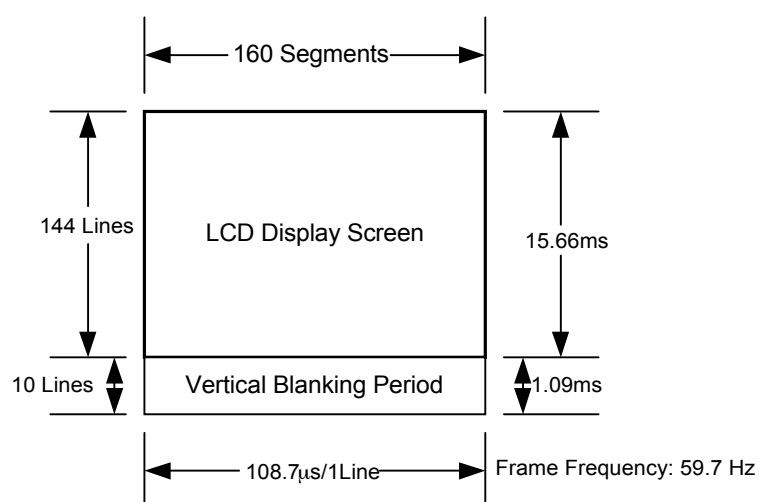 160 Segments
144 Lines
LCD Display Screen
15.66ms
10 Lines
Vertical Blanking Period
1.09ms
108.7μs/1Line
Frame Frequency: 59.7 Hz